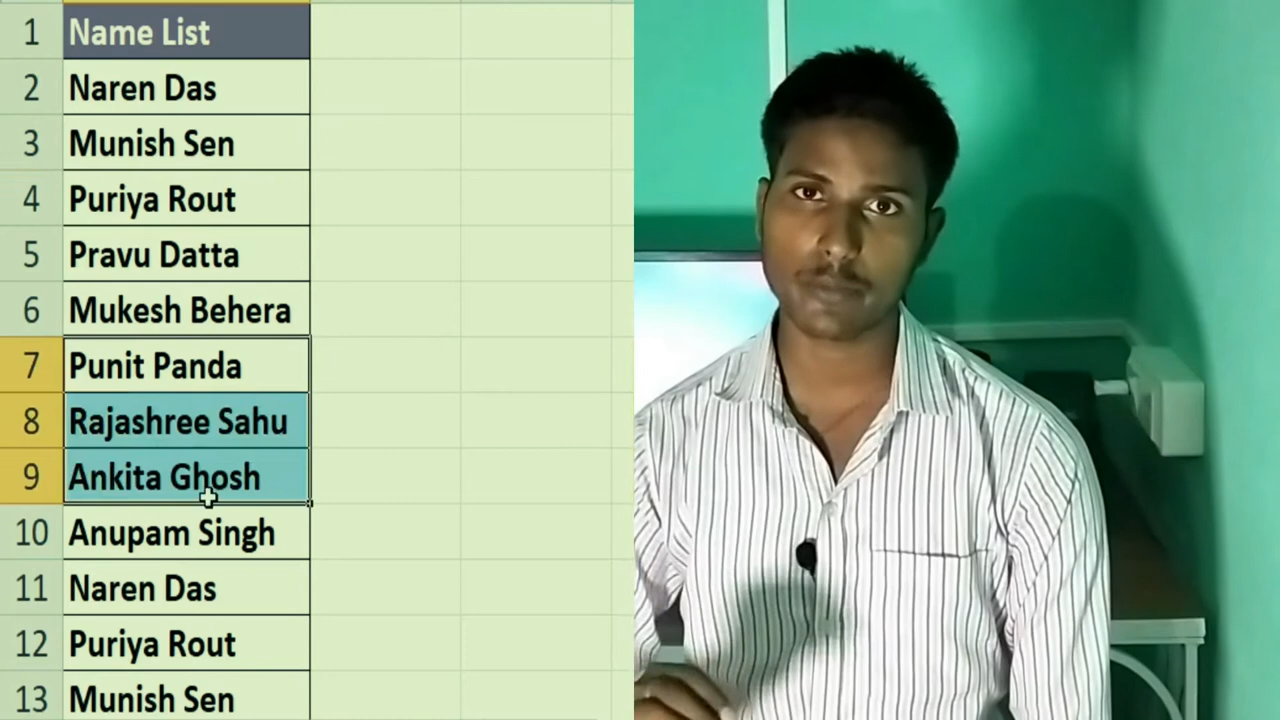 1 Name List
2 Naren Das
3 Munish Sen
4 Puriya Rout
5 Pravu Datta
6 Mukesh Behera
7 Punit Panda
8 Rajashree Sahu
9 Ankita Ghosh
10 Anupam Singh
11 Naren Das
12 Puriya Rout
13 Munish Sen